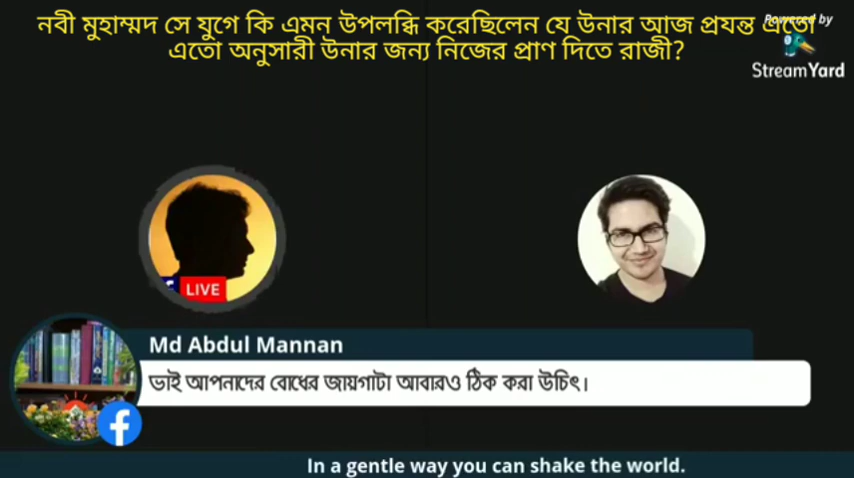 নবী মুহাম্মদ সে যুগে কি এমন উপলব্ধি করেছিলেন যে উনার আজ প্রযন্ত এতো
এতো অনুসারী উনার জন্য নিজের প্রাণ দিতে রাজী?
Powered by
StreamYard
LIVE
Md Abdul Mannan
ভাই আপনাদের বোধের জায়গাটা আবারও ঠিক করা উচিৎ।
In a gentle way you can shake the world.